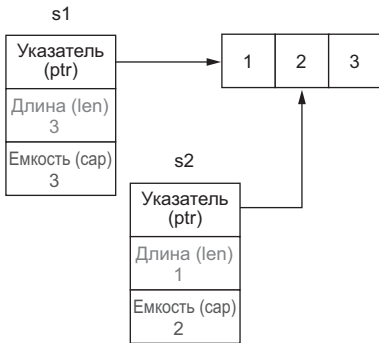 s1
Указатель
(ptr)
Длина (len)
3
Емкость (cap)
3
1 2 3
s2
Указатель
(ptr)
Длина (len)
1
Емкость (cap)
2